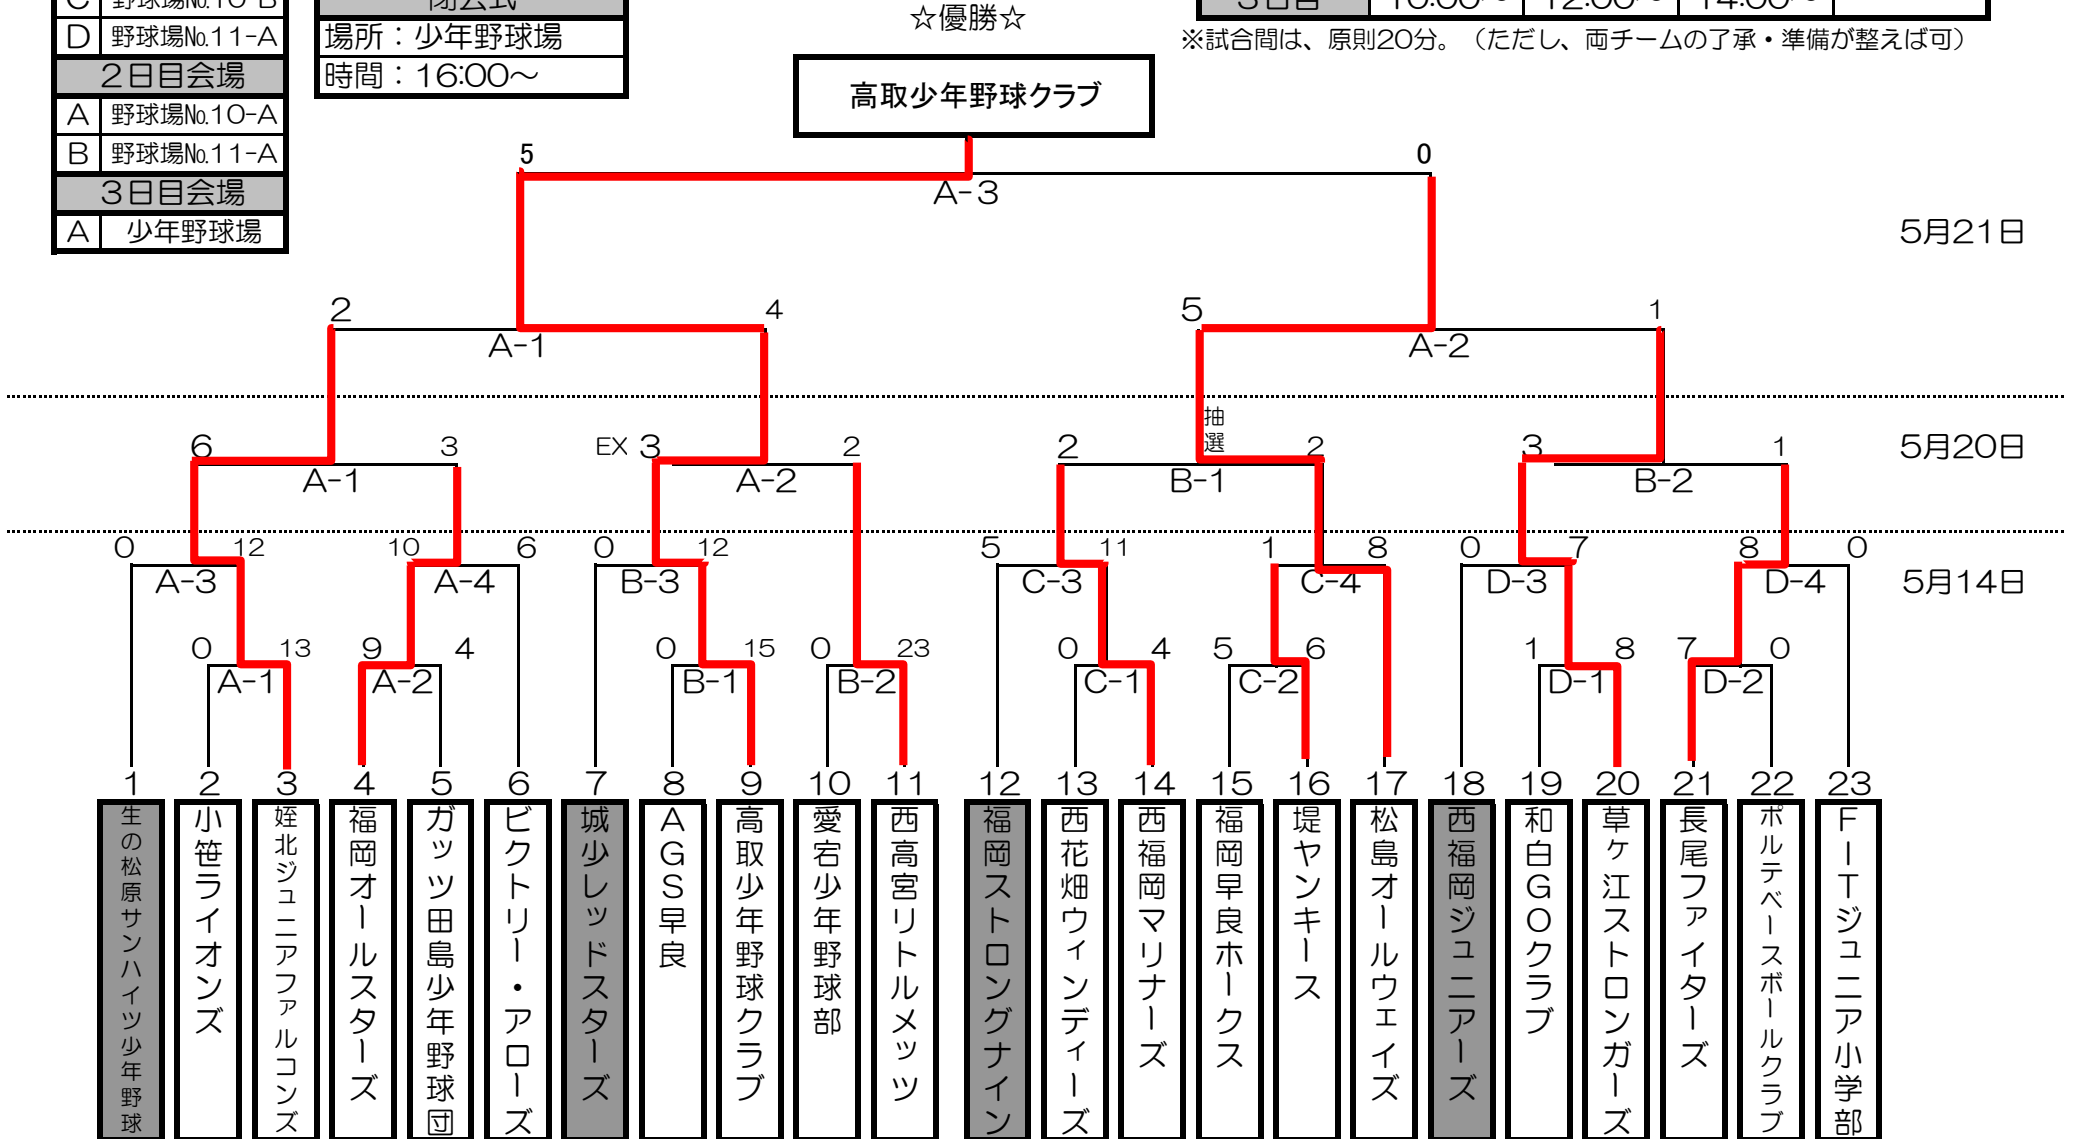 C 野球場№10-B
D 野球場№11-A
2日目会場
A 野球場№10-A
B 野球場№11-A
3日目会場
A 少年野球場
閉会式
場所：少年野球場
時間：16:00～
☆優勝☆
高取少年野球クラブ
3日目 10:00～ 12:00～ 14:00～
※試合間は、原則20分。（ただし、両チームの了承・準備が整えば可）
5 0
A-3
5月21日
2 4 5 1
A-1 A-2
抽選
6 3 EX 3 2 2 2 3 1
A-1 A-2 B-1 B-2
5月20日
0 12 10 6 0 12 5 11 1 8 0 7 8 0
A-3 A-4 B-3 C-3 C-4 D-3 D-4
5月14日
0 13 9 4 0 15 0 23 0 4 5 6 1 8 7 0
A-1 A-2 B-1 B-2 C-1 C-2 D-1 D-2
1 2 3 4 5 6 7 8 9 10 11 12 13 14 15 16 17 18 19 20 21 22 23
生の松原サンハイツ少年野球
小笹ライオンズ
姪北ジュニアファルコンズ
福岡オールスターズ
ガッツ田島少年野球団
ビクトリー・アローズ
城少レッドスターズ
AGS早良
高取少年野球クラブ
愛宕少年野球部
西高宮リトルメッツ
福岡ストロングナイン
西花畑ウィンディーズ
西福岡マリナーズ
福岡早良ホークス
堤ヤンキース
松島オールウェイズ
西福岡ジュニアーズ
和白GOクラブ
草ケ江ストロンガーズ
長尾ファイターズ
ポルテベースボールクラブ
FITジュニア小学部